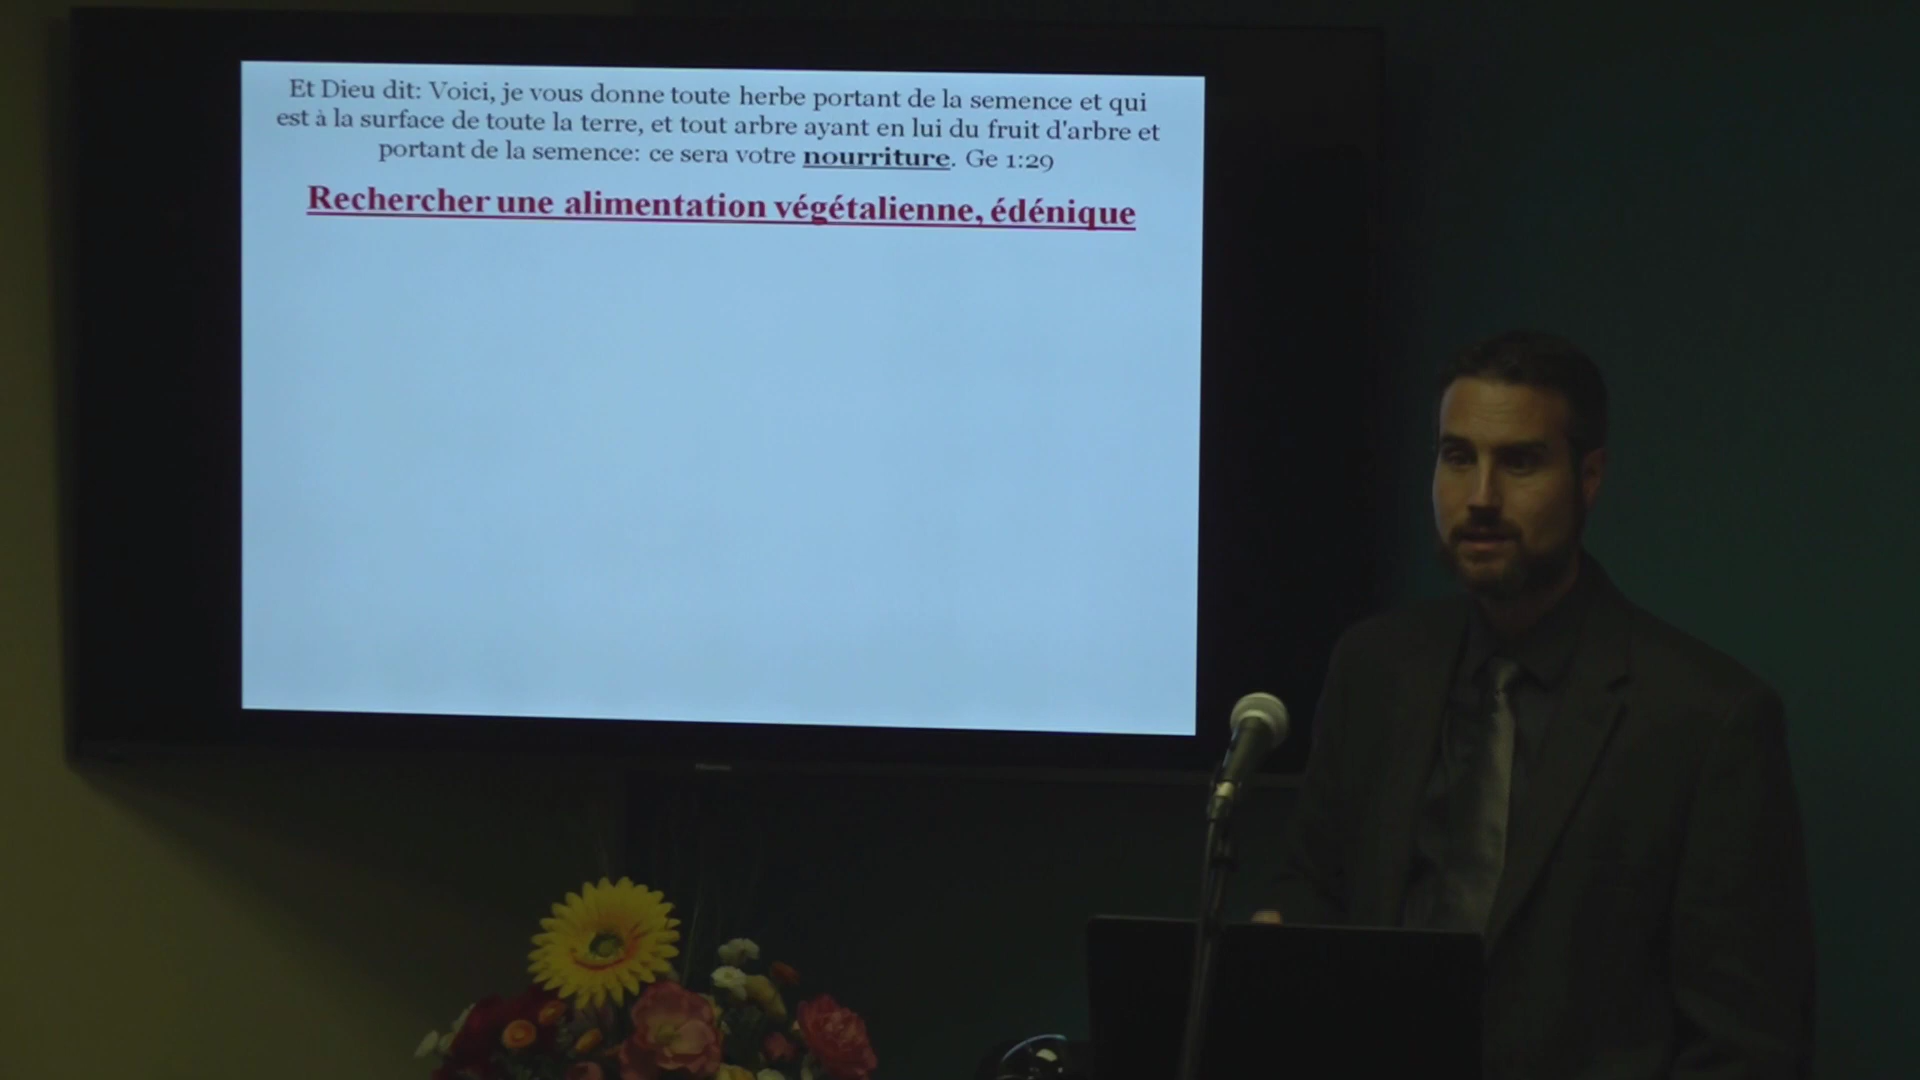 Et Dieu dit: Voici, je vous donne toute herbe portant de la semence et qui
est à la surface de toute la terre, et tout arbre ayant en lui du fruit d'arbre et
portant de la semence: ce sera votre nourriture. Ge 1:29
Rechercher une alimentation végétalienne, édénique